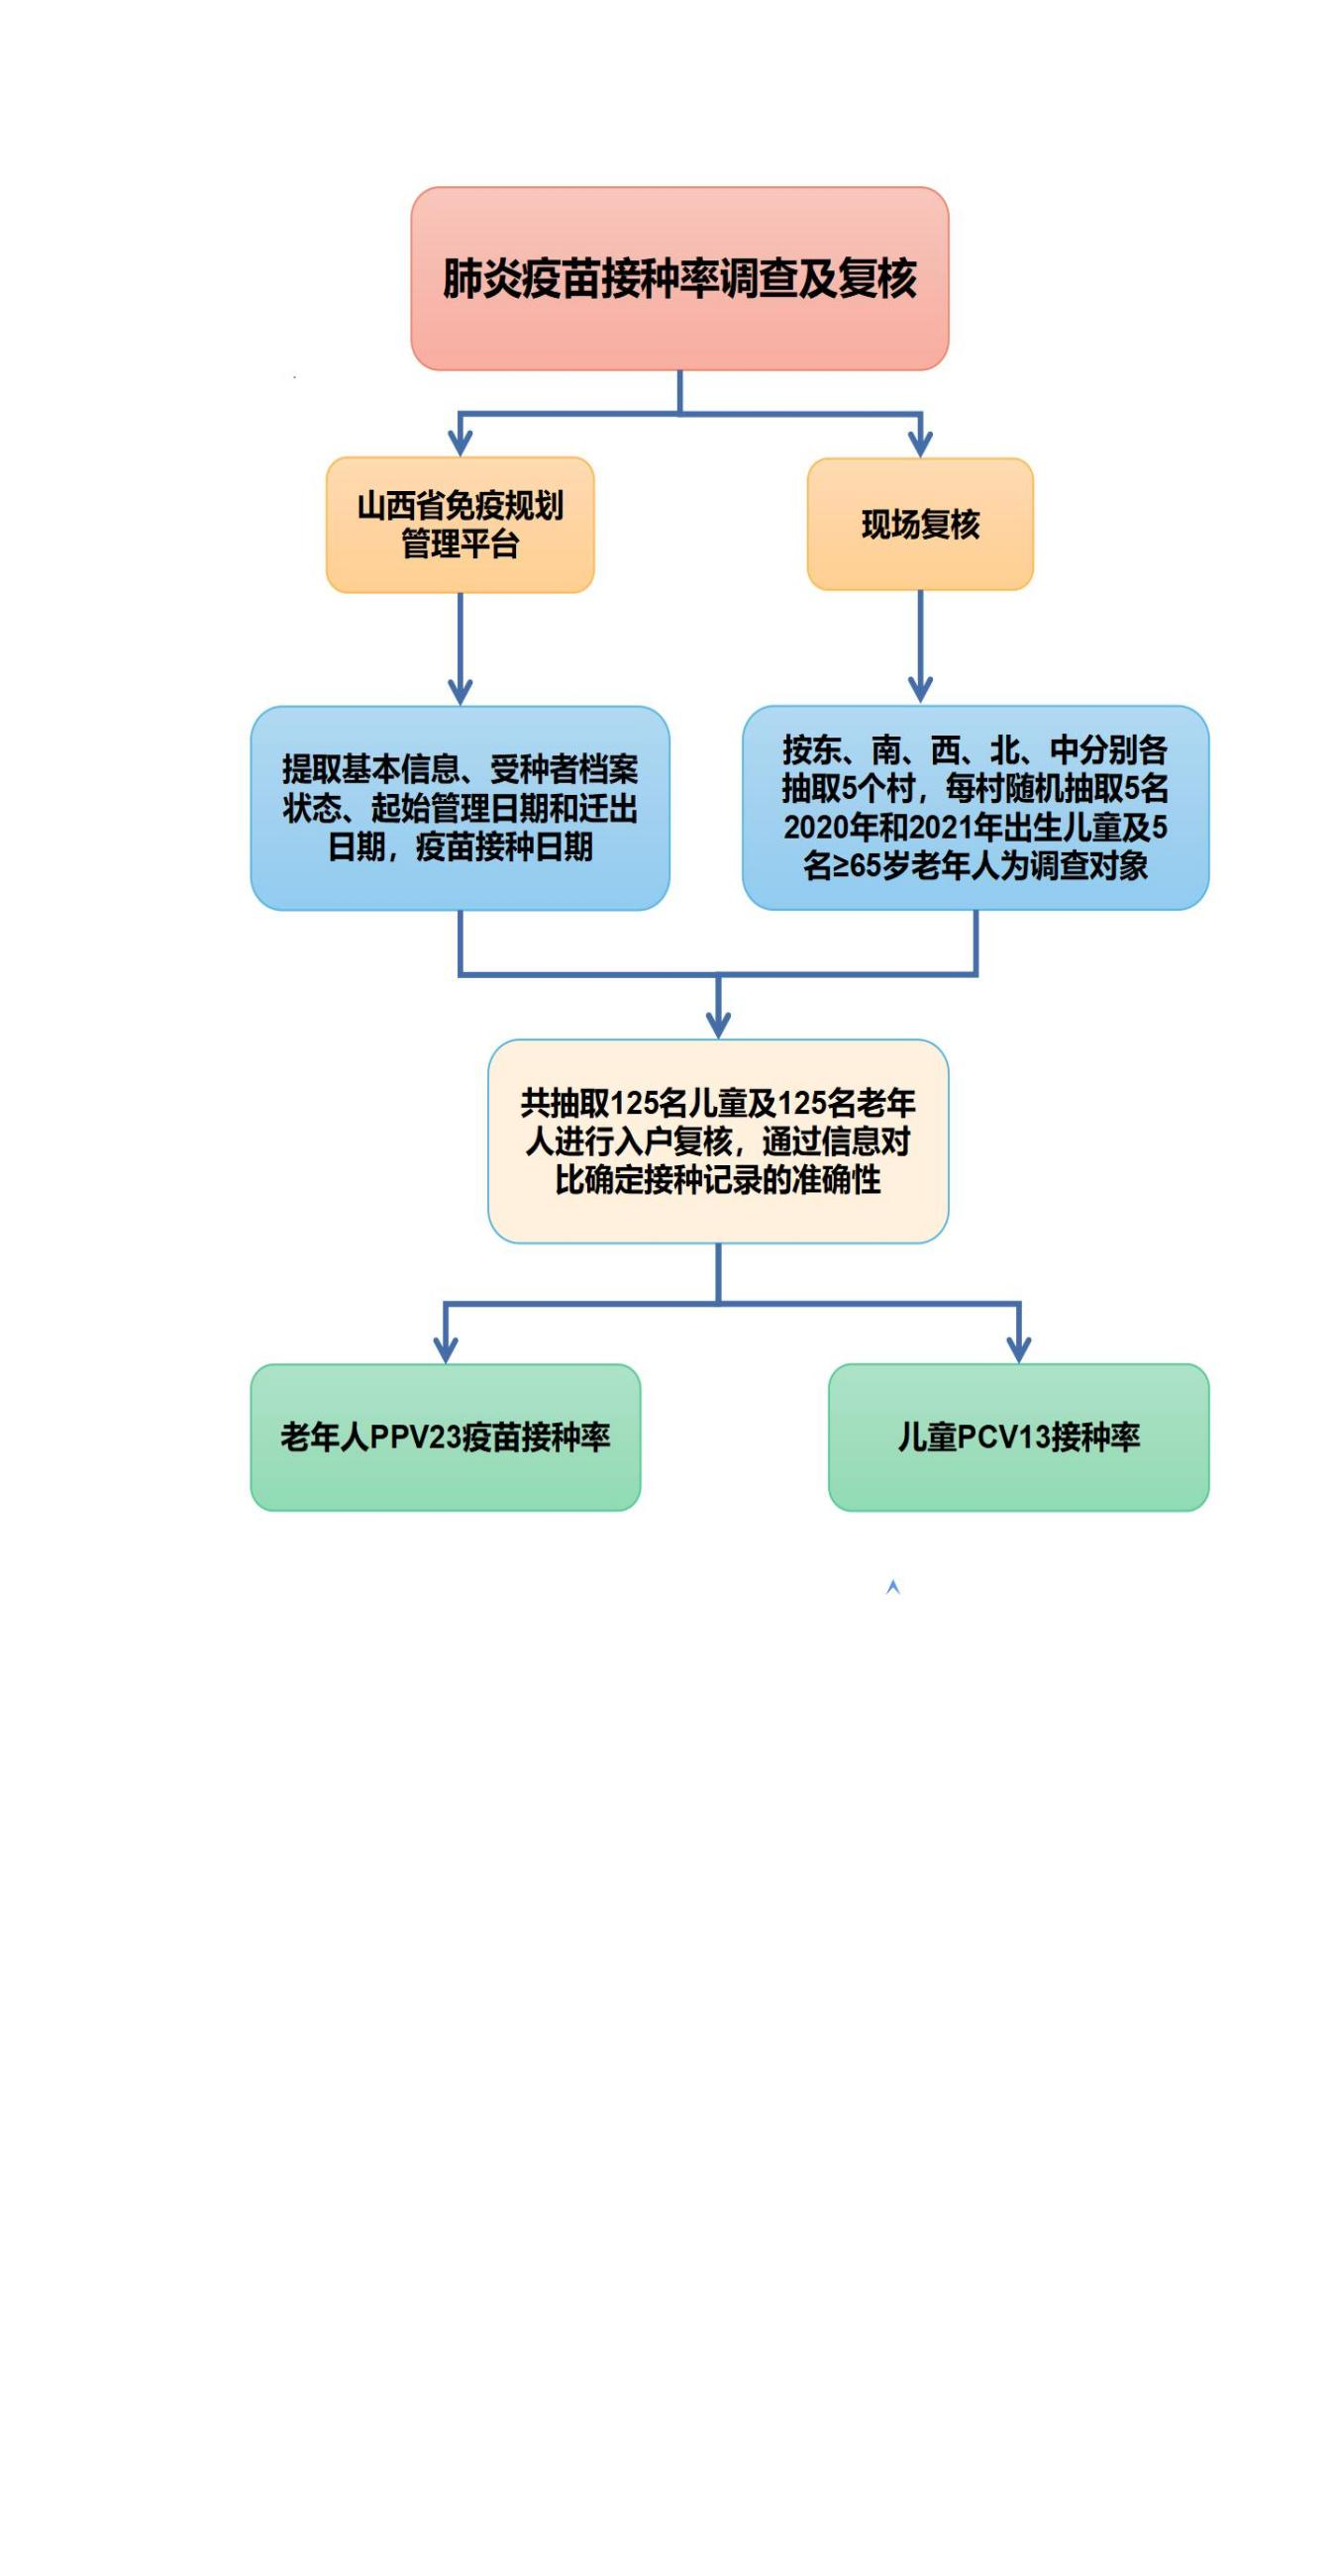 肺炎疫苗接种率调查及复核
山西省免疫规划
管理平台
现场复核
提取基本信息、受种者档案
状态、起始管理日期和迁出
日期，疫苗接种日期
按东、南、西、北、中分别各
抽取5个村，每村随机抽取5名
2020年和2021年出生儿童及5
名≥65岁老年人为调查对象
共抽取125名儿童及125名老年
人进行入户复核，通过信息对
比确定接种记录的准确性
老年人PPV23疫苗接种率
儿童PCV13接种率